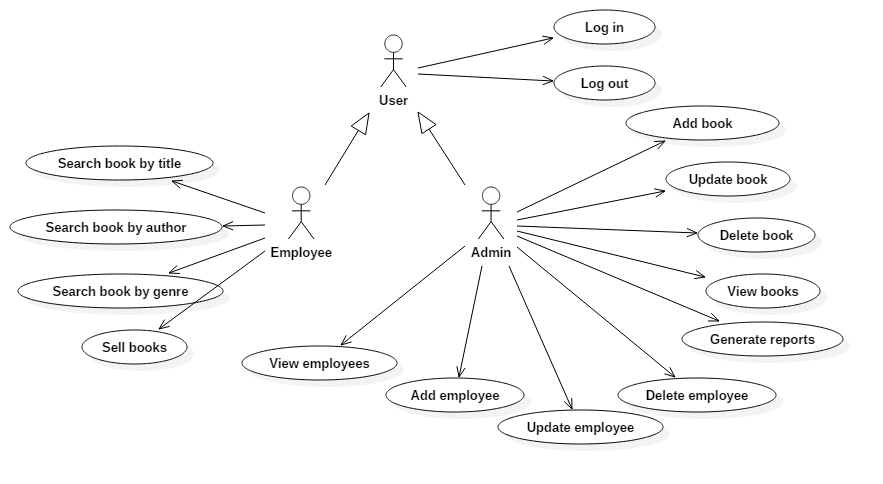 Log in
User
Log out
Add book
Search book by title
Update book
Search book by author
Delete book
Employee
Admin
Search book by genre
View books
Sell books
Generate reports
View employees
Add employee
Delete employee
Update employee